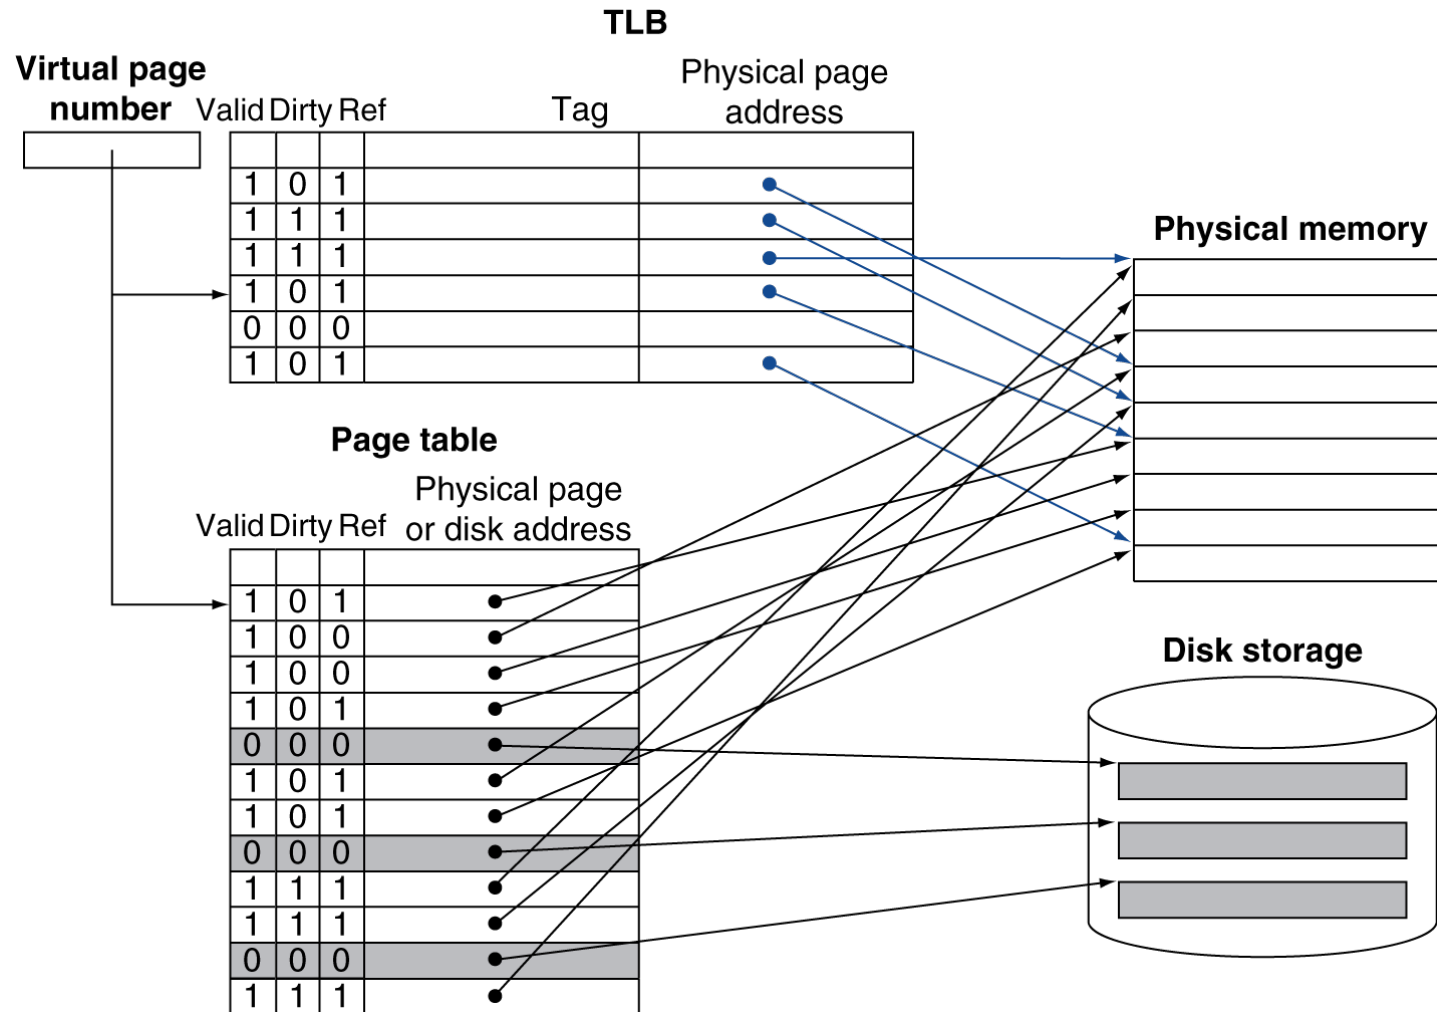 TLB
Virtual page
number
Valid Dirty Ref
Tag
Physical page
address
1 0 1
1 1 1
1 1 1
1 0 1
0 0 0
1 0 1
Physical memory
Page table
Physical page
or disk address
Valid Dirty Ref
1 0 1
1 0 0
1 0 0
1 0 1
0 0 0
1 0 1
1 0 1
0 0 0
1 1 1
1 1 1
0 0 0
1 1 1
Disk storage